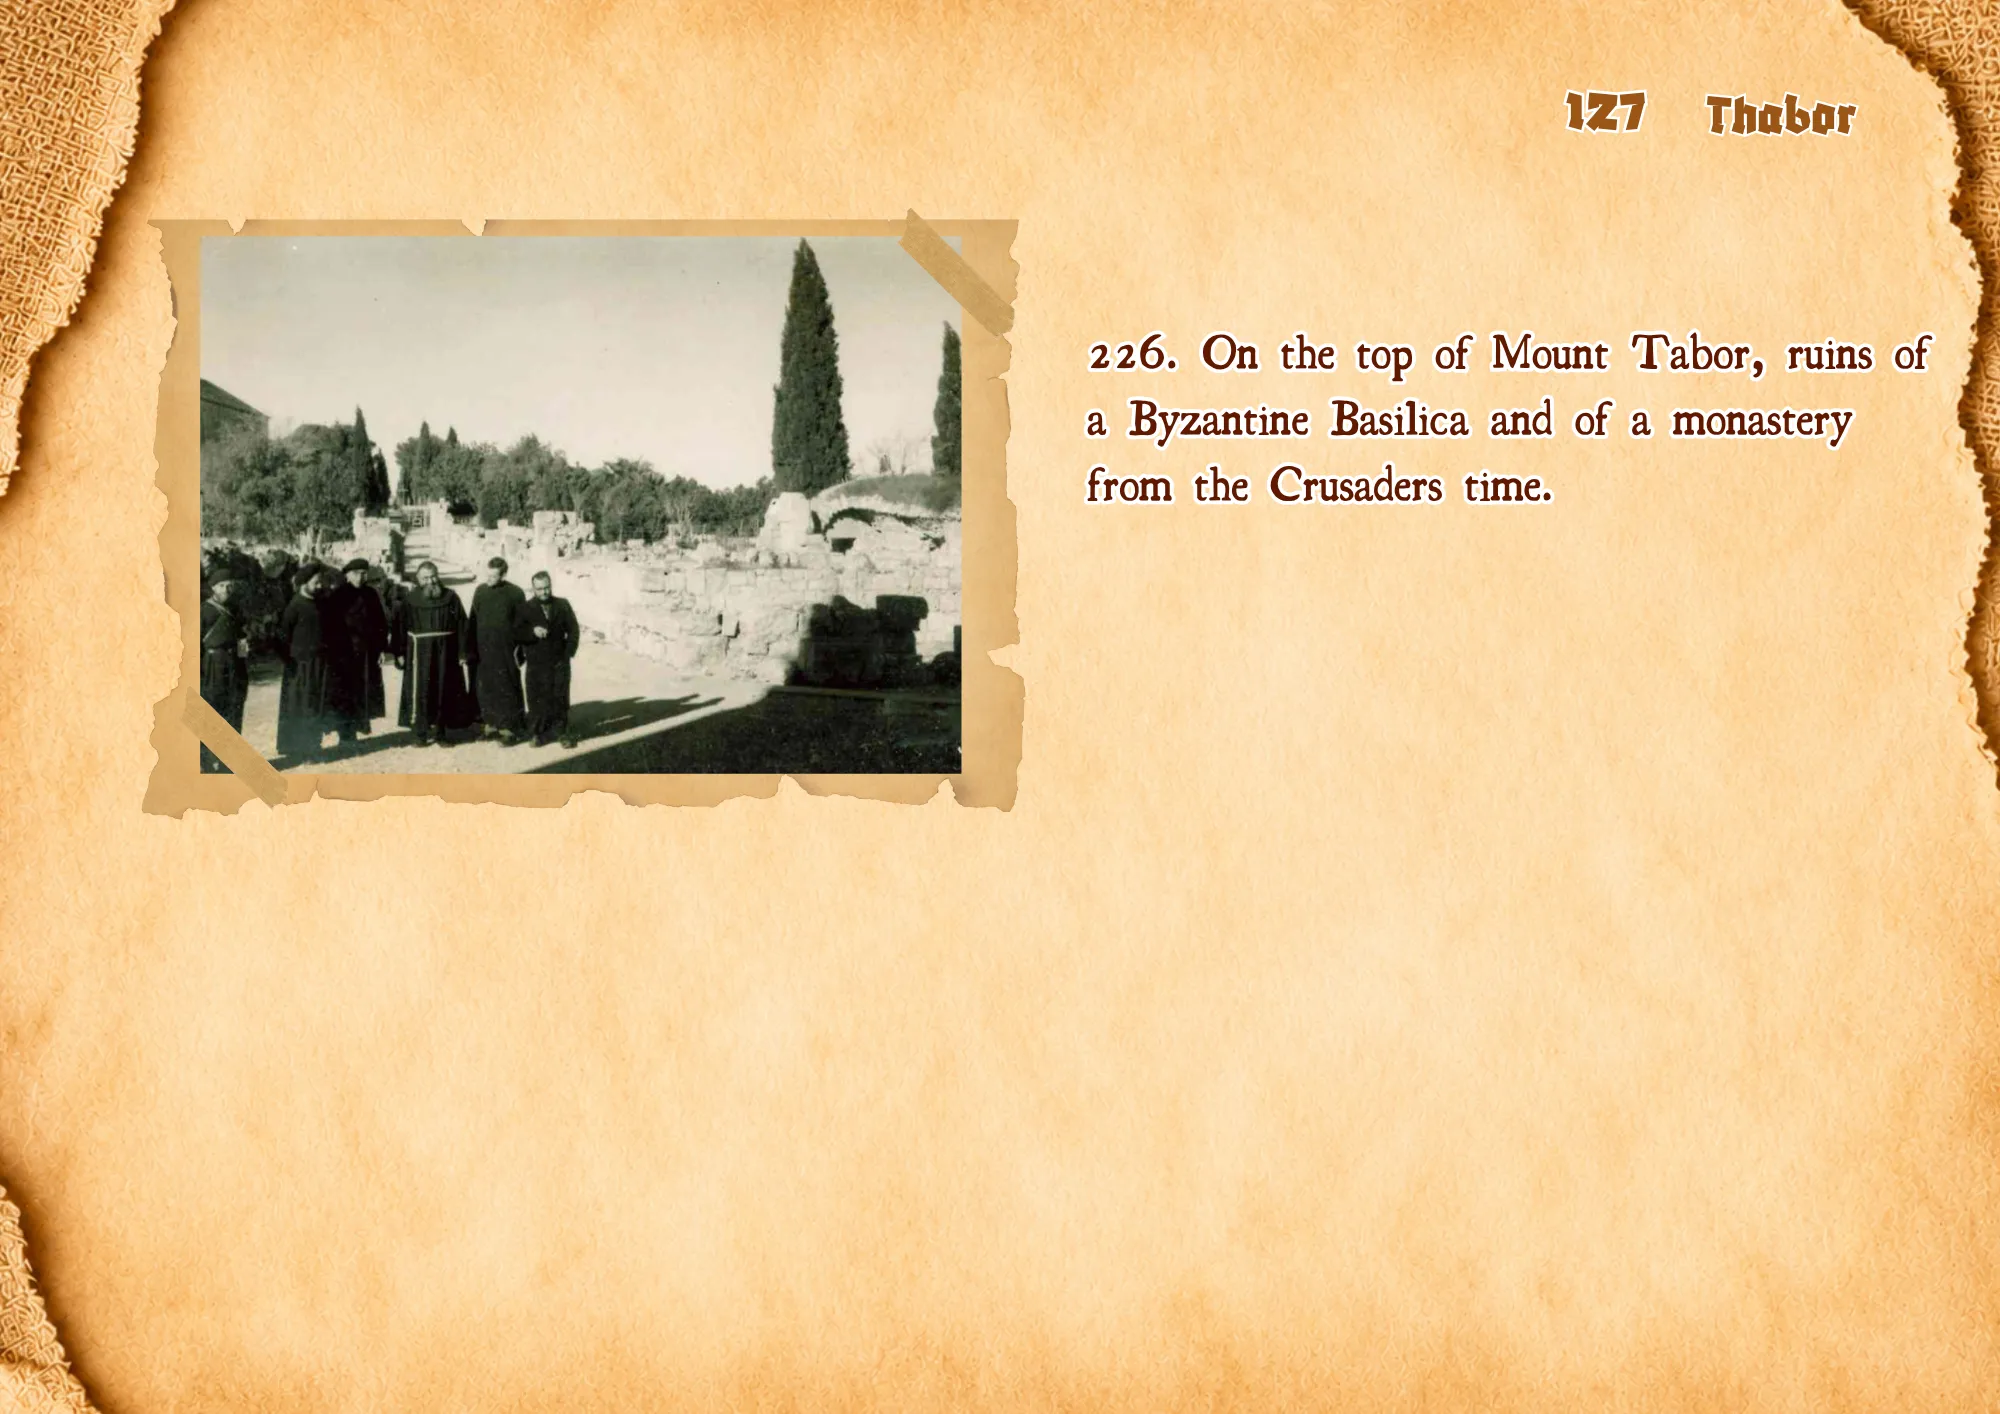 127 Thabor
226. On the top of Mount Tabor, ruins of
a Byzantine Basilica and of a monastery
from the Crusaders time.